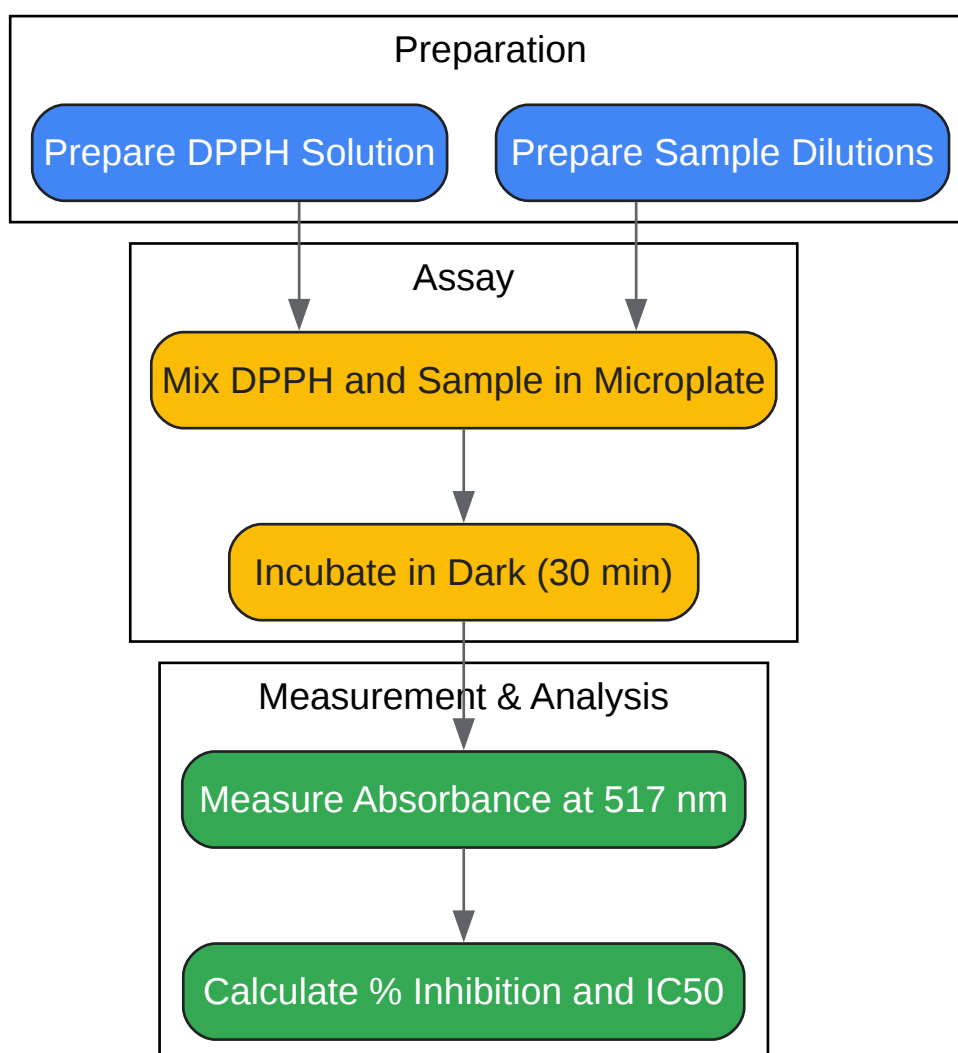 Preparation
Prepare DPPH Solution
Prepare Sample Dilutions
Assay
Mix DPPH and Sample in Microplate
Incubate in Dark (30 min)
Measurement & Analysis
Measure Absorbance at 517 nm
Calculate % Inhibition and IC50